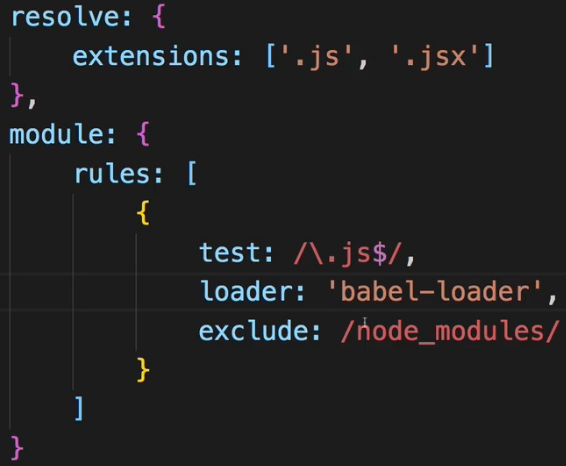 resolve: {
    extensions: ['.js', '.jsx']
},
module: {
    rules: [
        {
            test: /\.js$/,
            loader: 'babel-loader',
            exclude: /node_modules/
        }
    ]
}